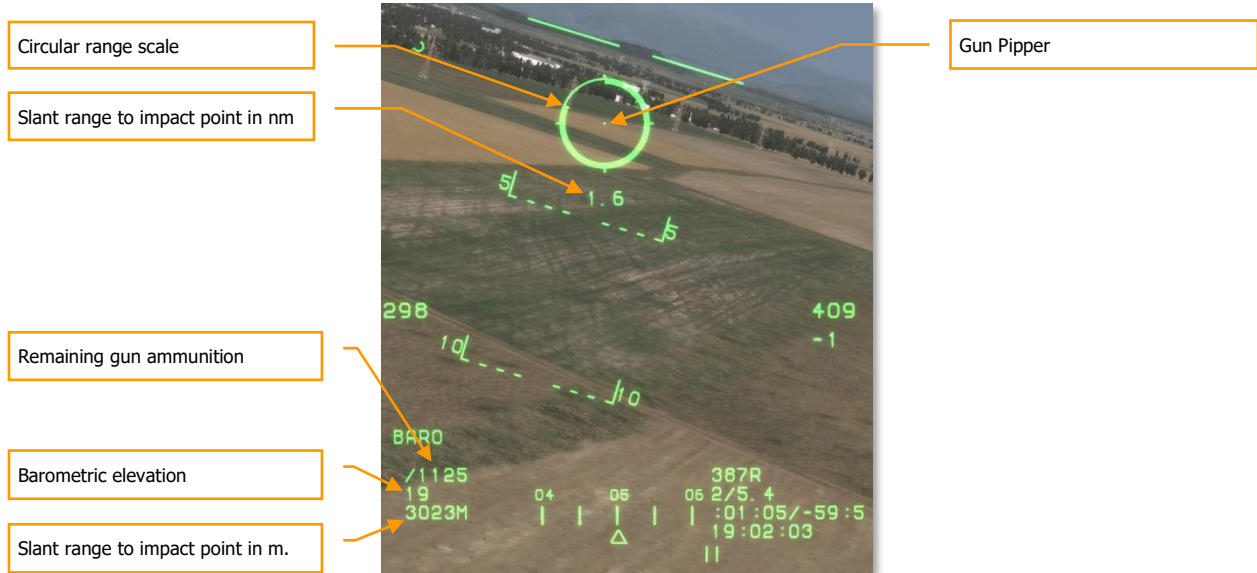 Circular range scale
Gun Pipper
Slant range to impact point in nm
5
1.6
5
298
409
-1
Remaining gun ammunition
10
10
BARO
/1125
387R
Barometric elevation
19
04
05
06
2/5.4
3023M
:01:05/-59:5
19:02:03
Slant range to impact point in m.